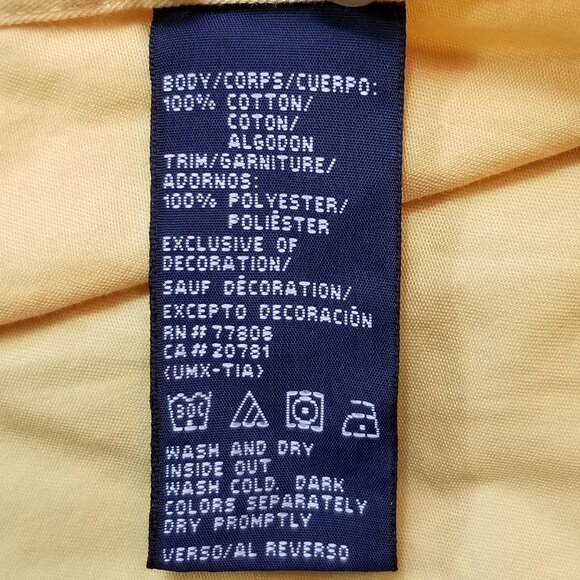 BODY/CORPS/CUERPO:
100% COTTON/
COTON/
ALGODON
TRIM/GARNITURE/
ADORNOS:
100% POLYESTER/
POLIÉSTER
EXCLUSIVE OF
DECORATION/
SAUF DÉCORATION/
EXCEPTO DECORACIÓN
RN# 77806
CA# 20781
(UMX-TIA)
30C
WASH AND DRY
INSIDE OUT
WASH COLD. DARK
COLORS SEPARATELY
DRY PROMPTLY
VERSO/AL REVERSO